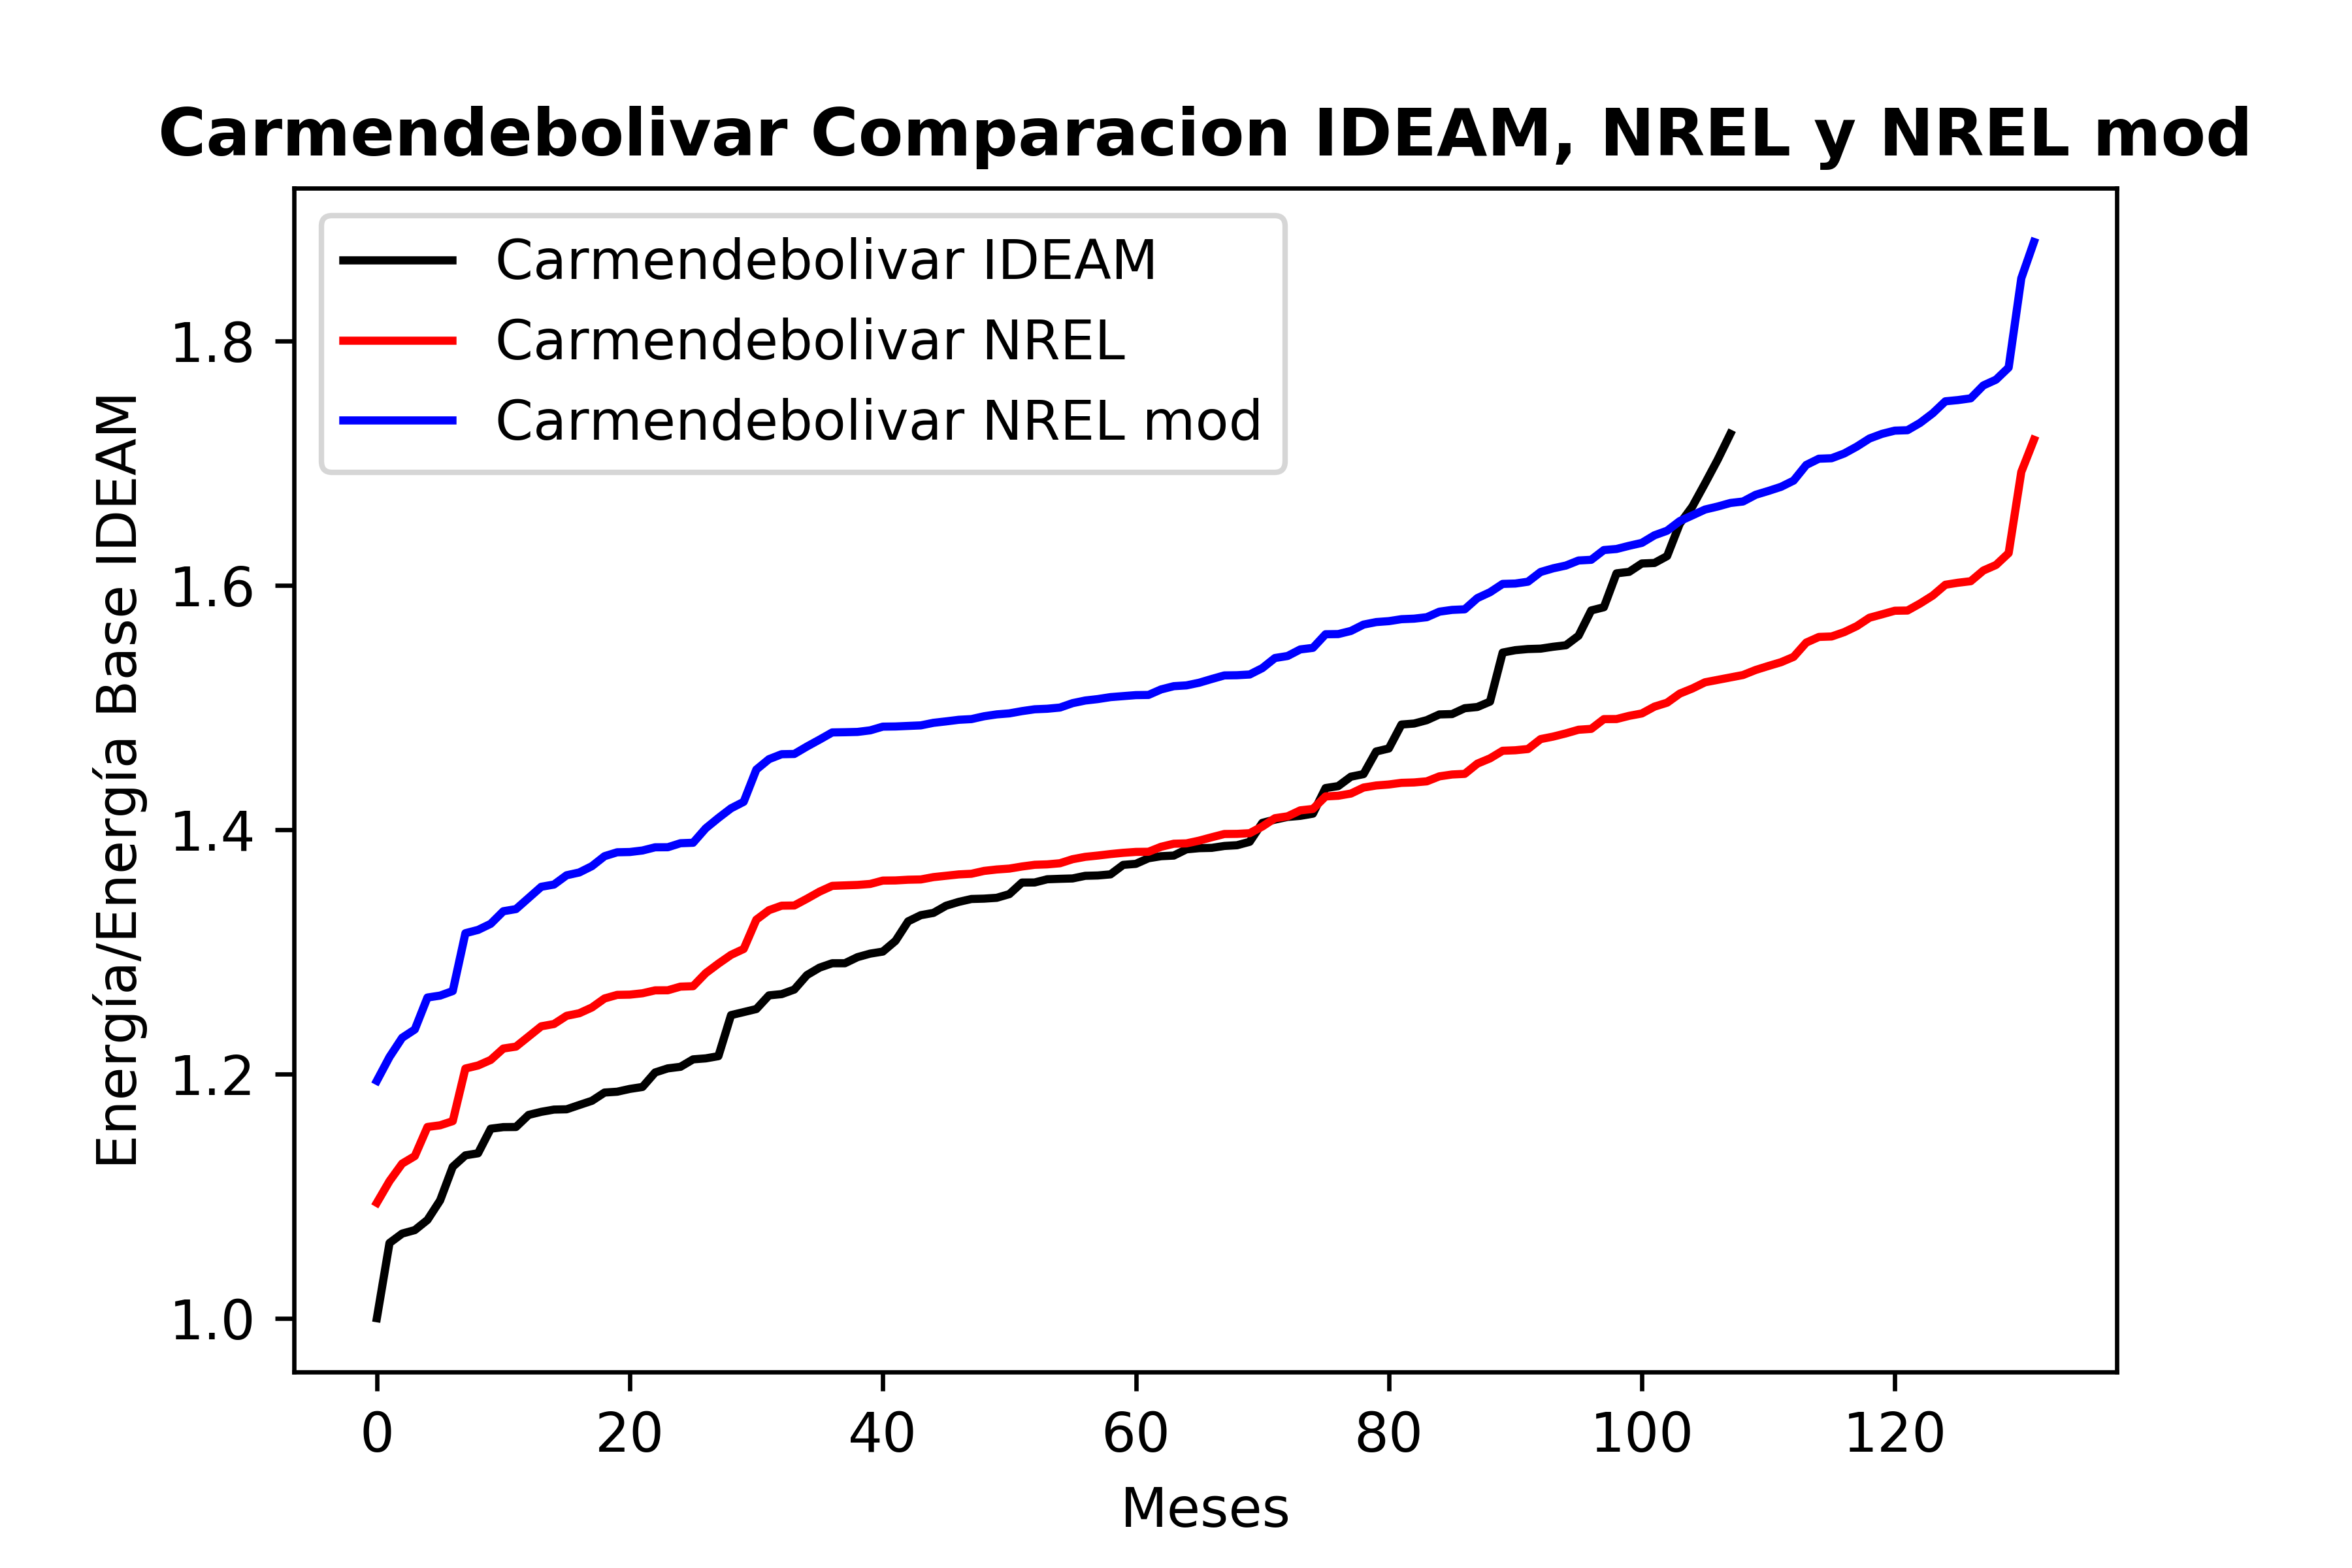 Carmendebolivar Comparacion IDEAM, NREL y NREL mod
Carmendebolivar IDEAM
Carmendebolivar NREL
Carmendebolivar NREL mod
Energía/Energía Base IDEAM
1.8
1.6
1.4
1.2
1.0
0 20 40 60 80 100 120
Meses